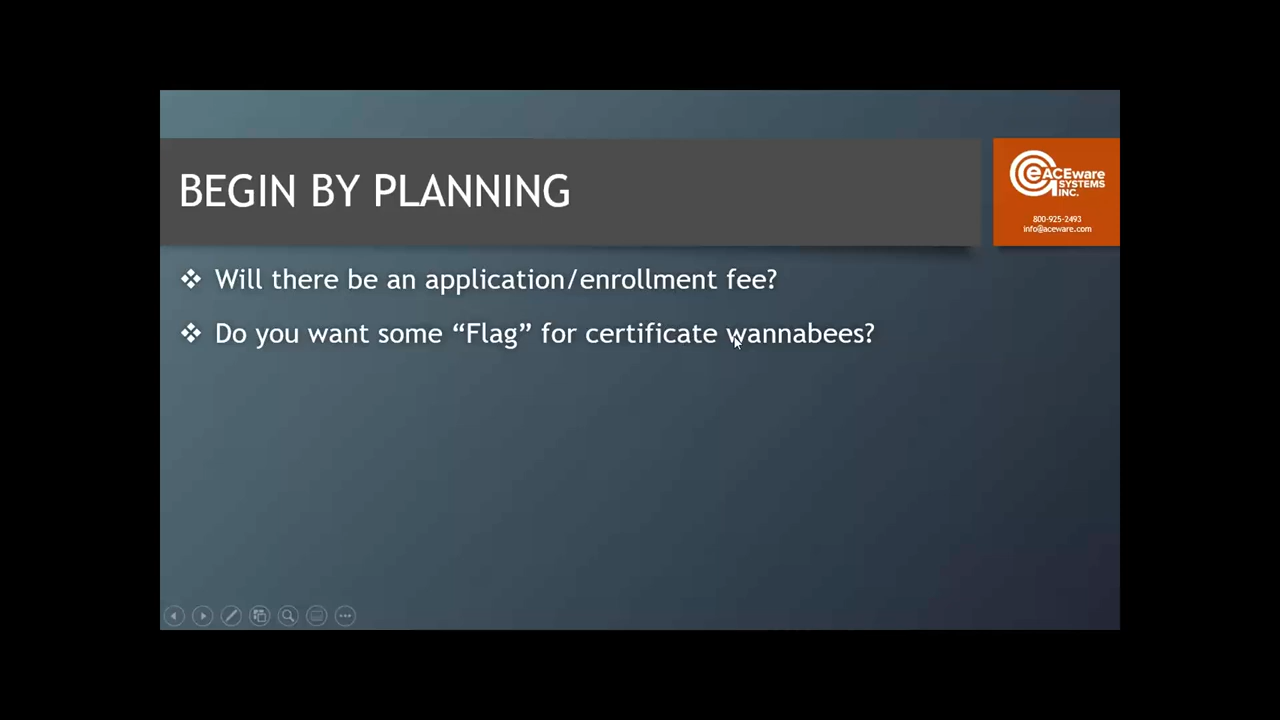 BEGIN BY PLANNING
eACEware
SYSTEMS
INC.
800-925-2493
info@aceware.com
Will there be an application/enrollment fee?
Do you want some “Flag” for certificate wannabees?